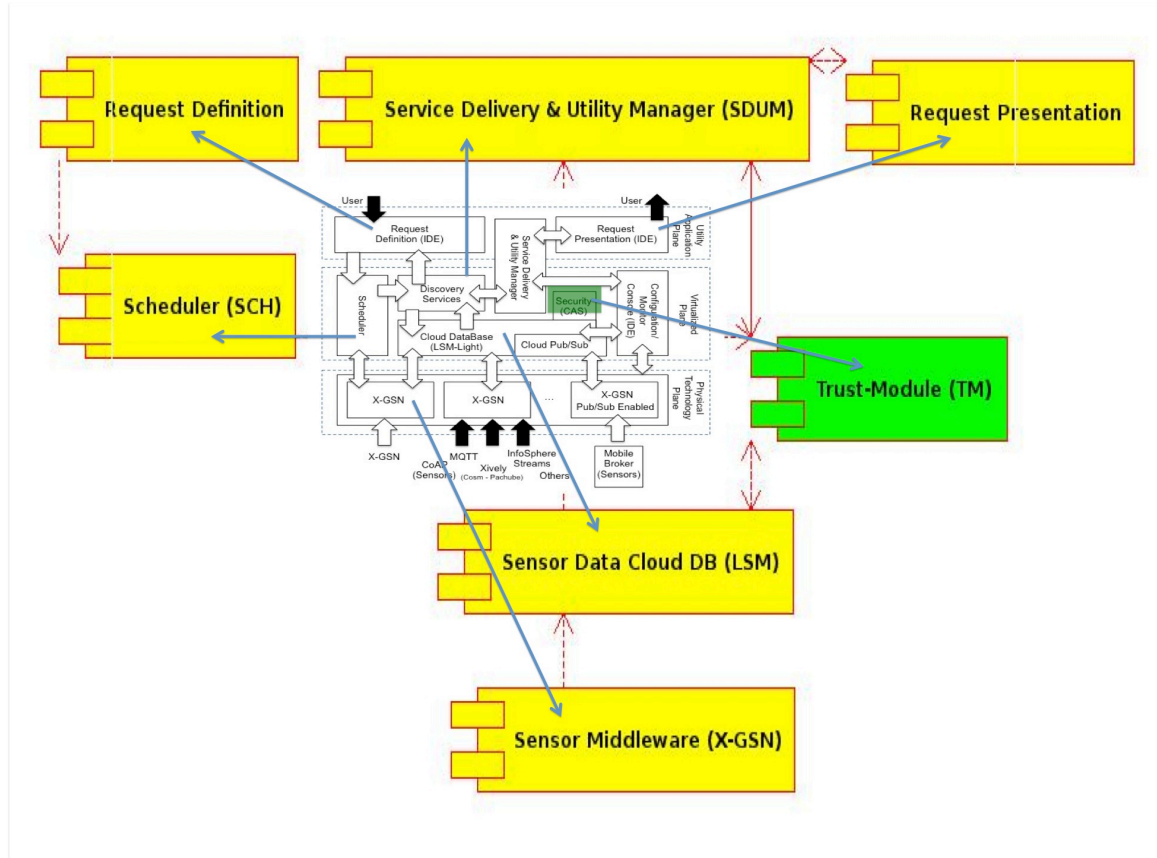 Request Definition
Service Delivery & Utility Manager (SDUM)
Request Presentation
User
User
Request
Definition (IDE)
Service Delivery
& Utility Manager
Request
Presentation (IDE)
Utility
Application
Plane
Scheduler (SCH)
Scheduler
Discovery
Services
Security
(CAS)
Configuration/
Monitor
Console (IDE)
Virtualized
Plane
Cloud DataBase
(LSM-Light)
Cloud Pub/Sub
Trust-Module (TM)
X-GSN
X-GSN
...
X-GSN
Pub/Sub Enabled
Physical
Technology
Plane
X-GSN
CoAP
(Sensors)
MQTT
Xively
(Cosm - Pachube)
InfoSphere
Streams
Others
Mobile
Broker
(Sensors)
Sensor Data Cloud DB (LSM)
Sensor Middleware (X-GSN)